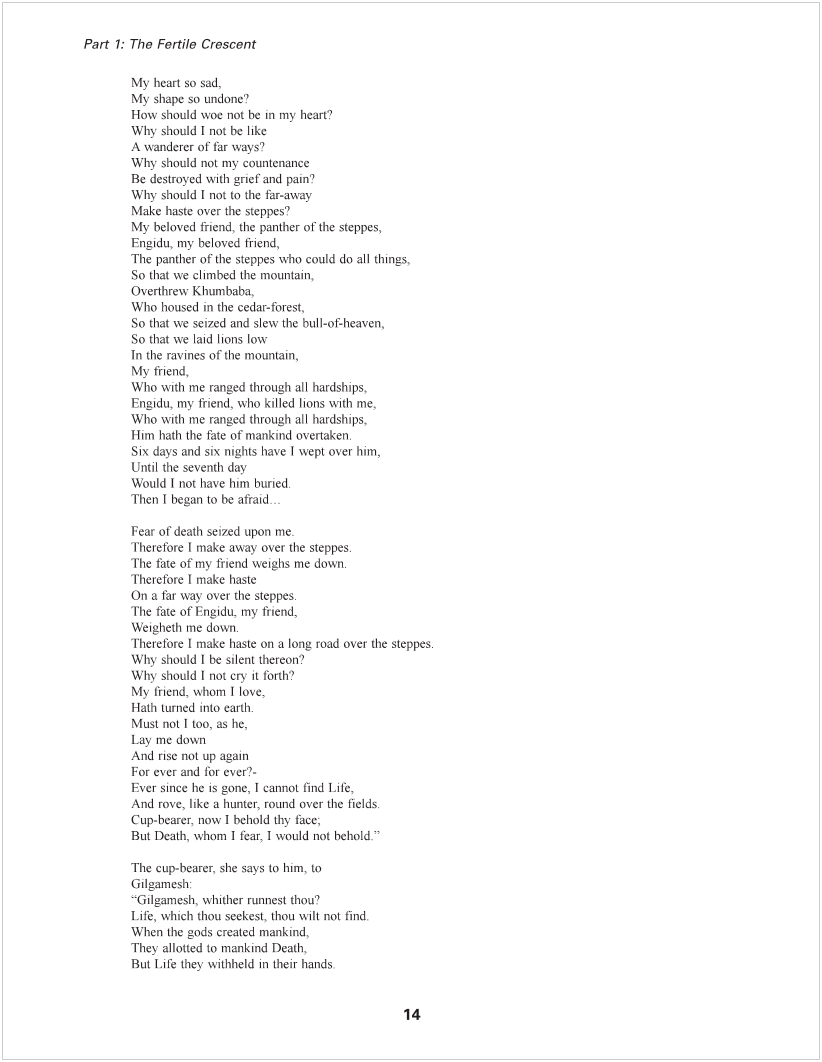 Part 1: The Fertile Crescent
My heart so sad,
My shape so undone?
How should woe not be in my heart?
Why should I not be like
A wanderer of far ways?
Why should not my countenance
Be destroyed with grief and pain?
Why should I not to the far-away
Make haste over the steppes?
My beloved friend, the panther of the steppes,
Engidu, my beloved friend,
The panther of the steppes who could do all things,
So that we climbed the mountain,
Overthrew Khumbaba,
Who housed in the cedar-forest,
So that we seized and slew the bull-of-heaven,
So that we laid lions low
In the ravines of the mountain,
My friend,
Who with me ranged through all hardships,
Engidu, my friend, who killed lions with me,
Who with me ranged through all hardships,
Him hath the fate of mankind overtaken.
Six days and six nights have I wept over him,
Until the seventh day
Would I not have him buried.
Then I began to be afraid…
Fear of death seized upon me.
Therefore I make away over the steppes.
The fate of my friend weighs me down.
Therefore I make haste
On a far way over the steppes.
The fate of Engidu, my friend,
Weigheth me down.
Therefore I make haste on a long road over the steppes.
Why should I be silent thereon?
Why should I not cry it forth?
My friend, whom I love,
Hath turned into earth.
Must not I too, as he,
Lay me down
And rise not up again
For ever and for ever?-
Ever since he is gone, I cannot find Life,
And rove, like a hunter, round over the fields.
Cup-bearer, now I behold thy face;
But Death, whom I fear, I would not behold.”
The cup-bearer, she says to him, to
Gilgamesh:
“Gilgamesh, whither runnest thou?
Life, which thou seekest, thou wilt not find.
When the gods created mankind,
They allotted to mankind Death,
But Life they withheld in their hands.
14